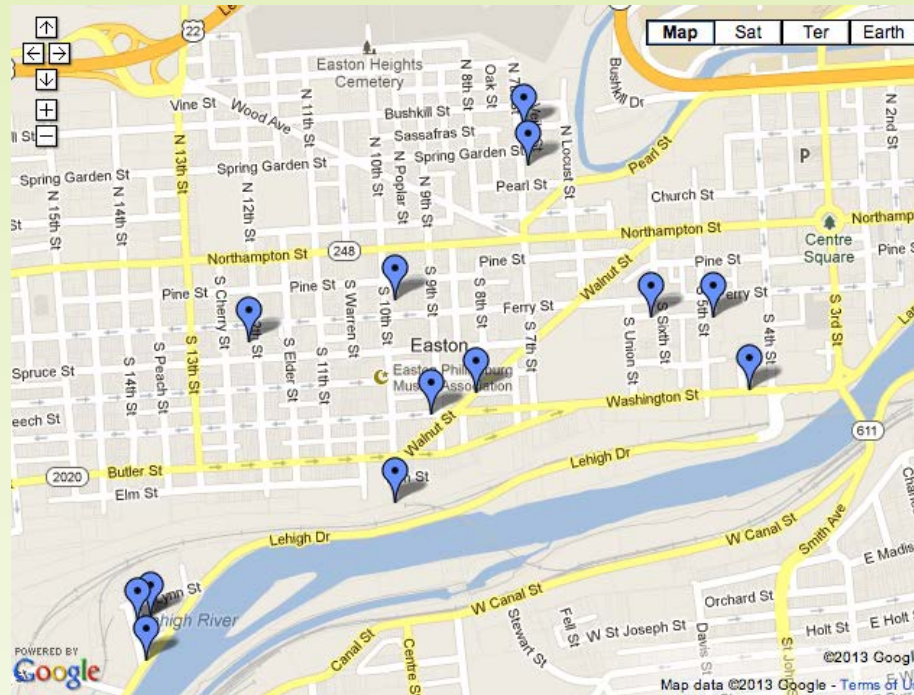 22
Map
Sat
Ter
Earth
Easton Heights
Cemetery
N 8th St
Oak St
N 7th St
Bushkill Dr
N 2nd St
Vine St
Wood Ave
N 11th St
Bushkill St
Sassafras St
Spring Garden St
N Locust St
Pearl St
P
N 13th St
N 10th St
N Poplar St
N 9th St
Spring Garden St
Pearl St
Church St
N 15th St
N 14th St
N 12th St
Northampton St
Northampton
248
Northampton St
Centre
Square
Pine St
Pine St
Pine St
Pine
S Cherry St
S Warren St
S 10th St
S 9th St
S 8th St
Walnut St
Ferry St
Ferry St
S 7th St
S Union St
S Sixth St
S 5th St
S 4th St
S 3rd St
Spruce St
S 14th St
S Peach St
S 13th St
S Elder St
S 11th St
Easton
Washington St
Walnut St
611
Lehigh Dr
2020
Butler St
Elm St
Lehigh Dr
W Canal St
Smith Ave
E Madis
Lynn St
Lehigh River
W Canal St
Orchard St
Stewart St
Fell St
W St Joseph St
Davis St
Holt St
E Holt
Canal St
Centre S
S St John
POWERED BY
Google
©2013 Google
Map data ©2013 Google - Terms of Us